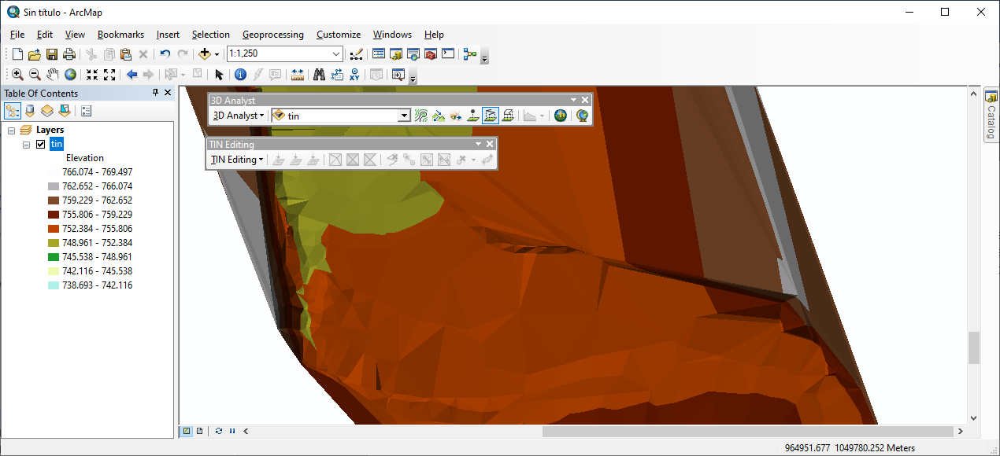 Sin título - ArcMap
File Edit View Bookmarks Insert Selection Geoprocessing Customize Windows Help
1:1,250
XY
Table Of Contents
Layers
tin
Elevation
766.074 - 769.497
762.652 - 766.074
759.229 - 762.652
755.806 - 759.229
752.384 - 755.806
748.961 - 752.384
745.538 - 748.961
742.116 - 745.538
738.693 - 742.116
3D Analyst
3D Analyst tin
TIN Editing
TIN Editing
Catalog
964951.677 1049780.252 Meters